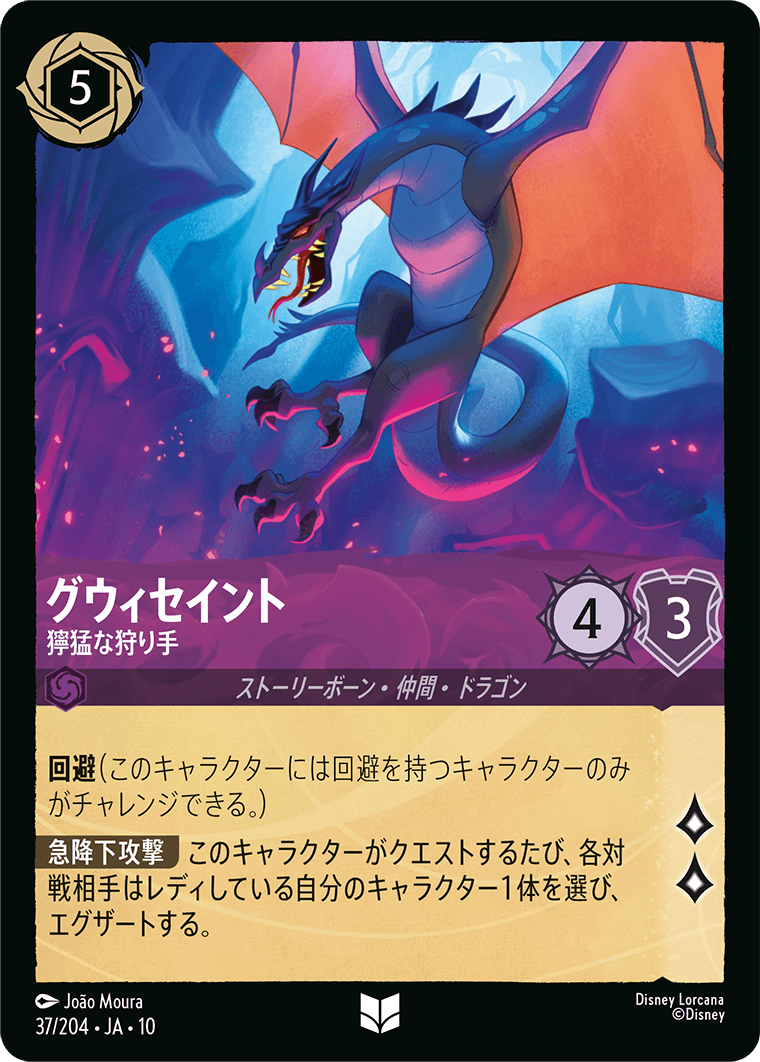 5
グウィセイント
獰猛な狩り手
4
3
ストーリーボーン・仲間・ドラゴン
回避(このキャラクターには回避を持つキャラクターのみ
がチャレンジできる。)
急降下攻撃 このキャラクターがクエストするたび、各対
戦相手はレディしている自分のキャラクター1体を選び、
エグザートする。
João Moura
37/204・JA・10
Disney Lorcana
©Disney